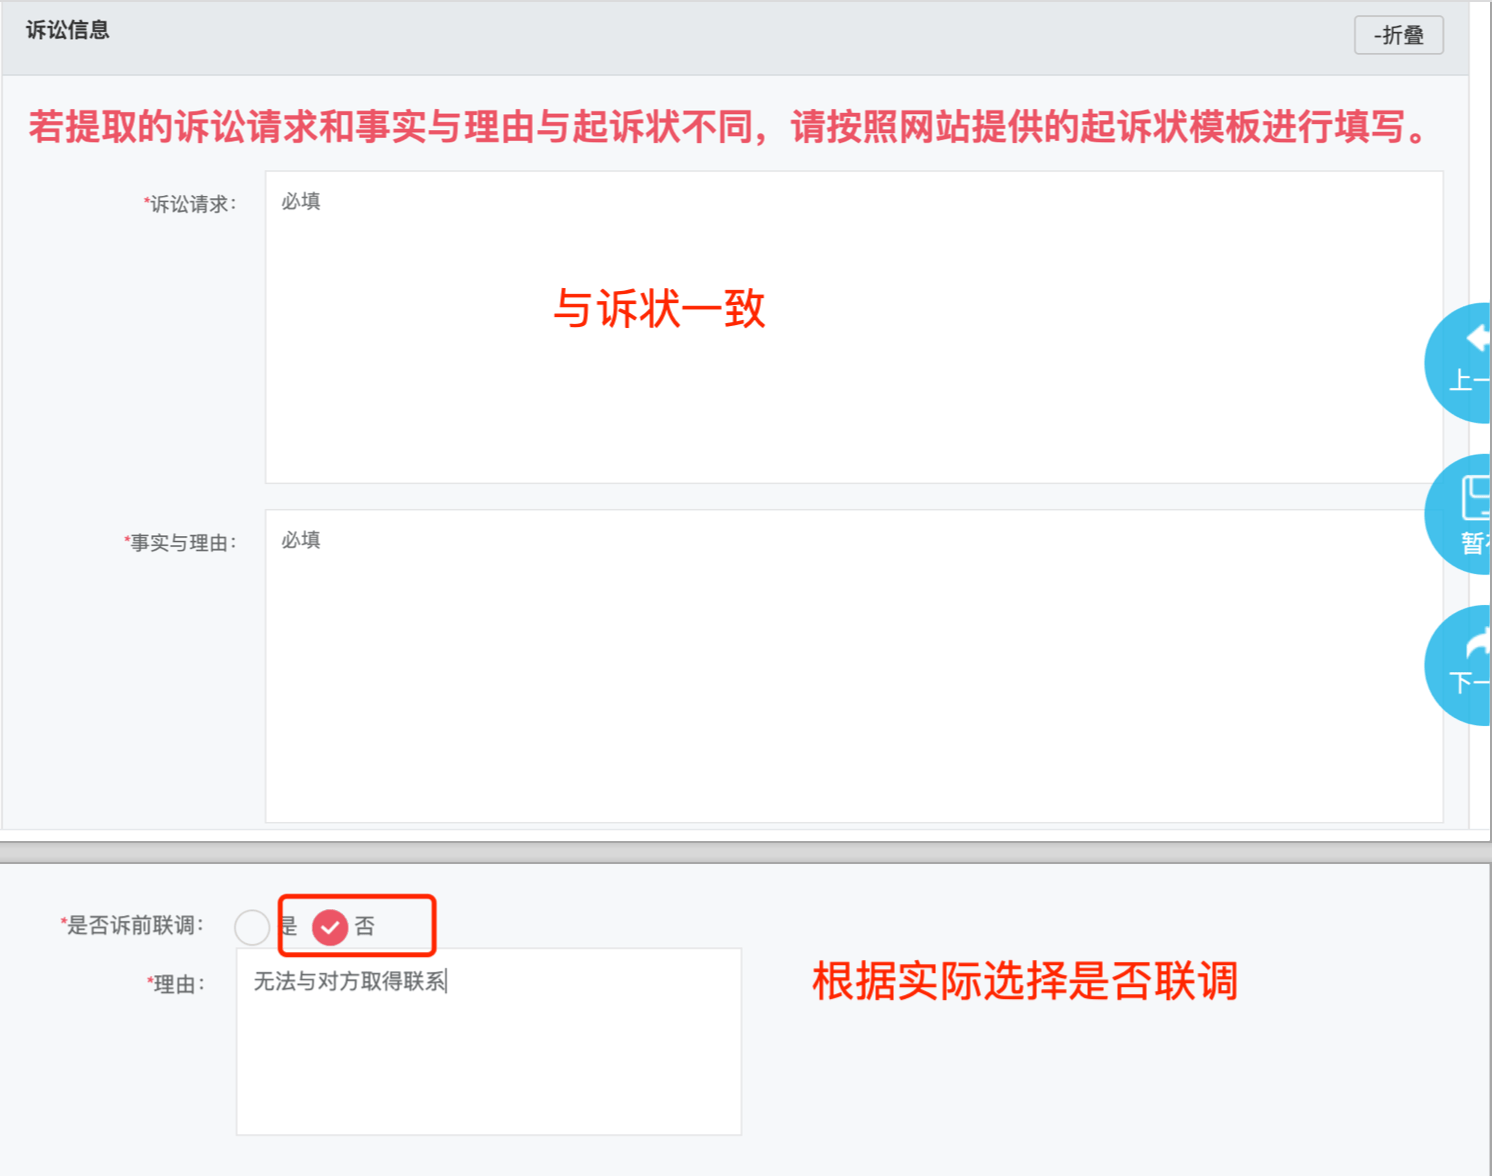 诉讼信息
-折叠
若提取的诉讼请求和事实与理由与起诉状不同，请按照网站提供的起诉状模板进行填写。
*诉讼请求：
必填
与诉状一致
上一
*事实与理由：
必填
暂
下一
*是否诉前联调：
是
否
*理由：
无法与对方取得联系
根据实际选择是否联调